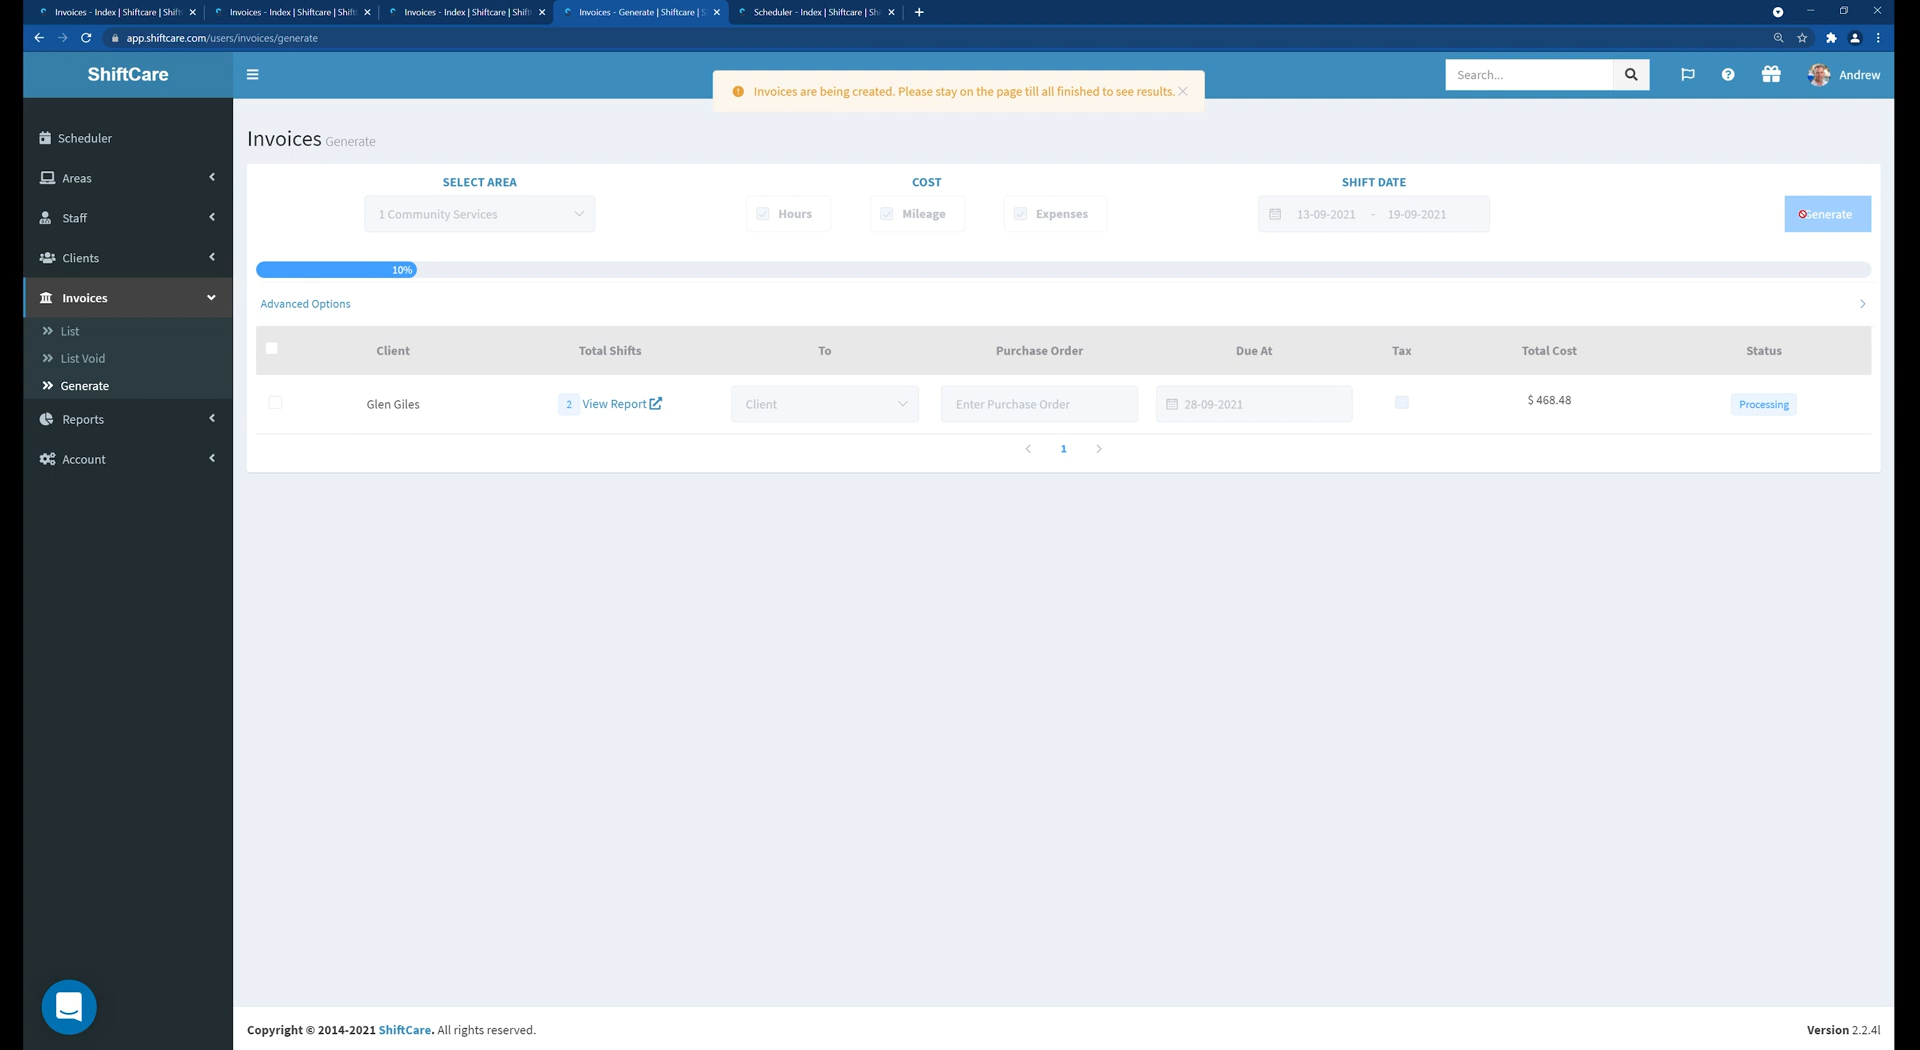 Invoices - Index | Shiftcare | Shift
Invoices - Index | Shiftcare | Shift
Invoices - Index | Shiftcare | Shift
Invoices - Generate | Shiftcare | S
Scheduler - Index | Shiftcare | Sh
app.shiftcare.com/users/invoices/generate
ShiftCare
Invoices are being created. Please stay on the page till all finished to see results.
Search...
Andrew
Scheduler
Areas
Staff
Clients
Invoices
List
List Void
Generate
Reports
Account
Invoices Generate
SELECT AREA
COST
SHIFT DATE
1 Community Services
Hours
Mileage
Expenses
13-09-2021 - 19-09-2021
Generate
10%
Advanced Options
Client
Total Shifts
To
Purchase Order
Due At
Tax
Total Cost
Status
Glen Giles
2 View Report
Client
Enter Purchase Order
28-09-2021
$ 468.48
Processing
1
Copyright © 2014-2021 ShiftCare. All rights reserved.
Version 2.2.4l